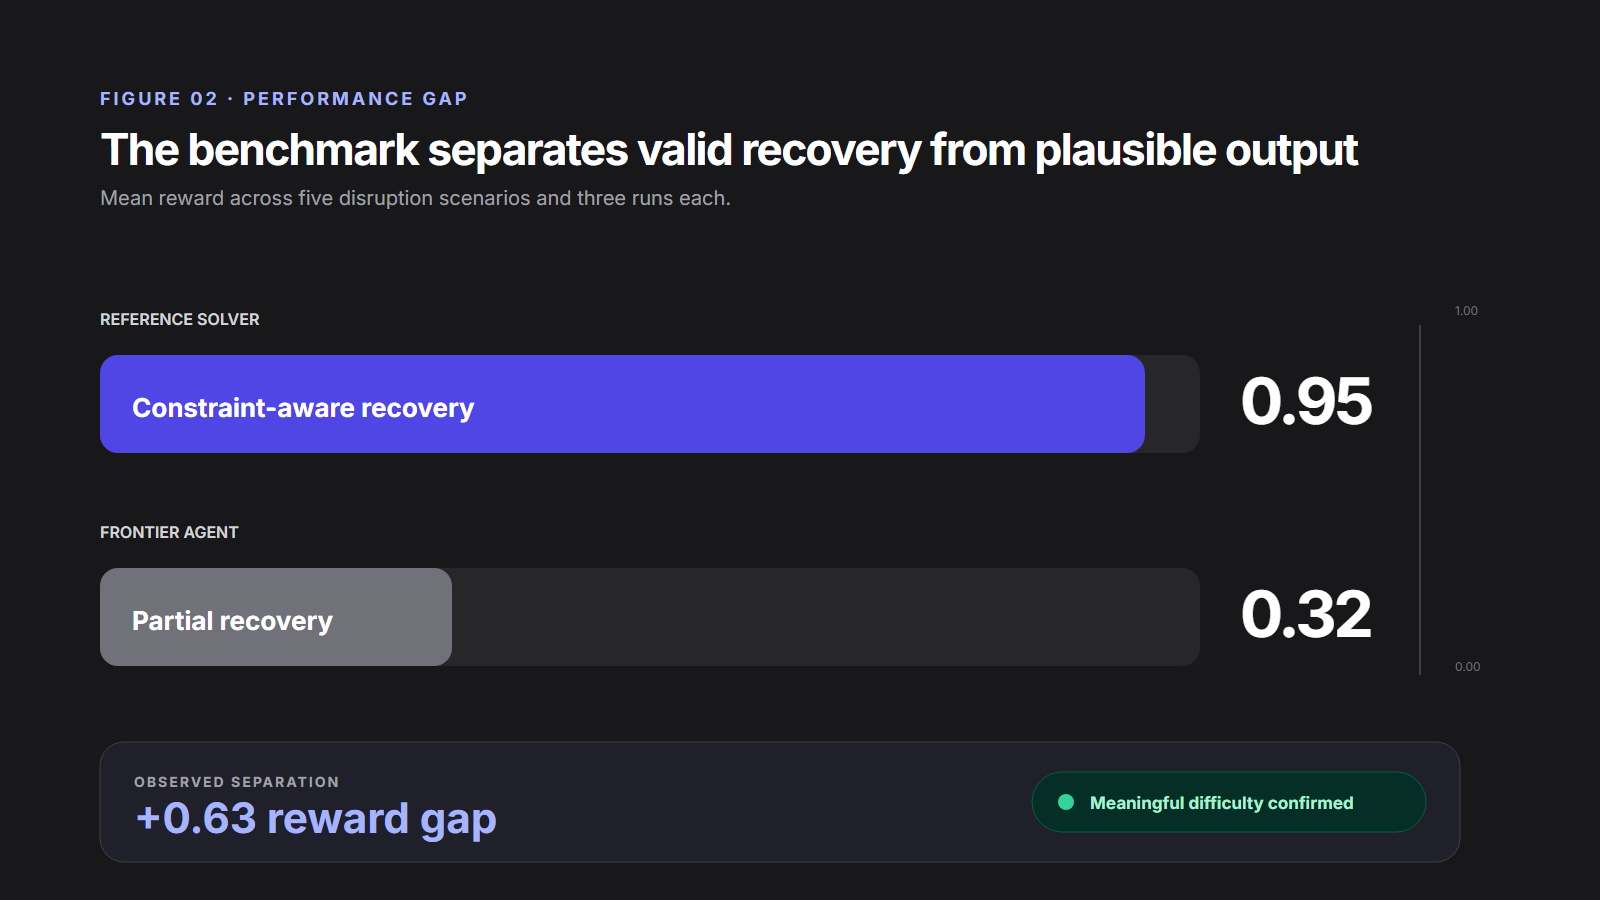 FIGURE 02 · PERFORMANCE GAP
The benchmark separates valid recovery from plausible output
Mean reward across five disruption scenarios and three runs each.
REFERENCE SOLVER
Constraint-aware recovery
0.95
1.00
FRONTIER AGENT
Partial recovery
0.32
0.00
OBSERVED SEPARATION
+0.63 reward gap
Meaningful difficulty confirmed